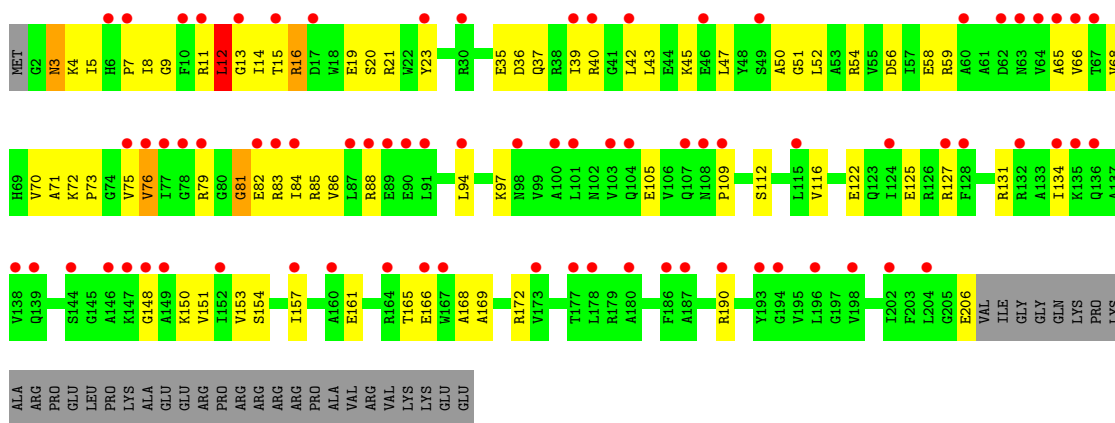 MET G2 N3 K4 I5 H6 P7 I8 G9 F10 R11 L12 G13 I14 T15 R16 D17 W18 E19 S20 R21 W22 Y23 R30 E35 D36 Q37 R38 I39 R40 G41 L42 L43 E44 K45 E46 L47 Y48 S49 A50 G51 L52 A53 R54 V55 D56 I57 E58 R59 A60 A61 D62 N63 V64 A65 V66 T67
H69 V70 A71 K72 P73 G74 V75 V76 I77 G78 R79 G80 G81 E82 R83 I84 R85 V86 L87 R88 E89 E90 L91 L94 K97 N98 V99 A100 L101 N102 V103 Q104 E105 V106 Q107 N108 P109 S112 L115 V116 E122 Q123 I124 E125 R126 R127 F128 R131 R132 A133 I134 K135 Q136 A137
V138 Q139 S144 G145 A146 K147 G148 A149 K150 V151 I152 V153 S154 I157 A160 E161 R164 T165 E166 W167 A168 A169 R172 V173 T177 L178 R179 A180 F186 A187 R190 Y193 G194 V195 L196 G197 V198 I202 F203 L204 G205 E206 VAL ILE GLY GLY GLN LYS PRO LYS
ALA ARG PRO GLU LEU PRO LYS ALA GLU GLU ARG PRO ARG ARG ARG ARG PRO ALA VAL ARG VAL LYS LYS GLU GLU